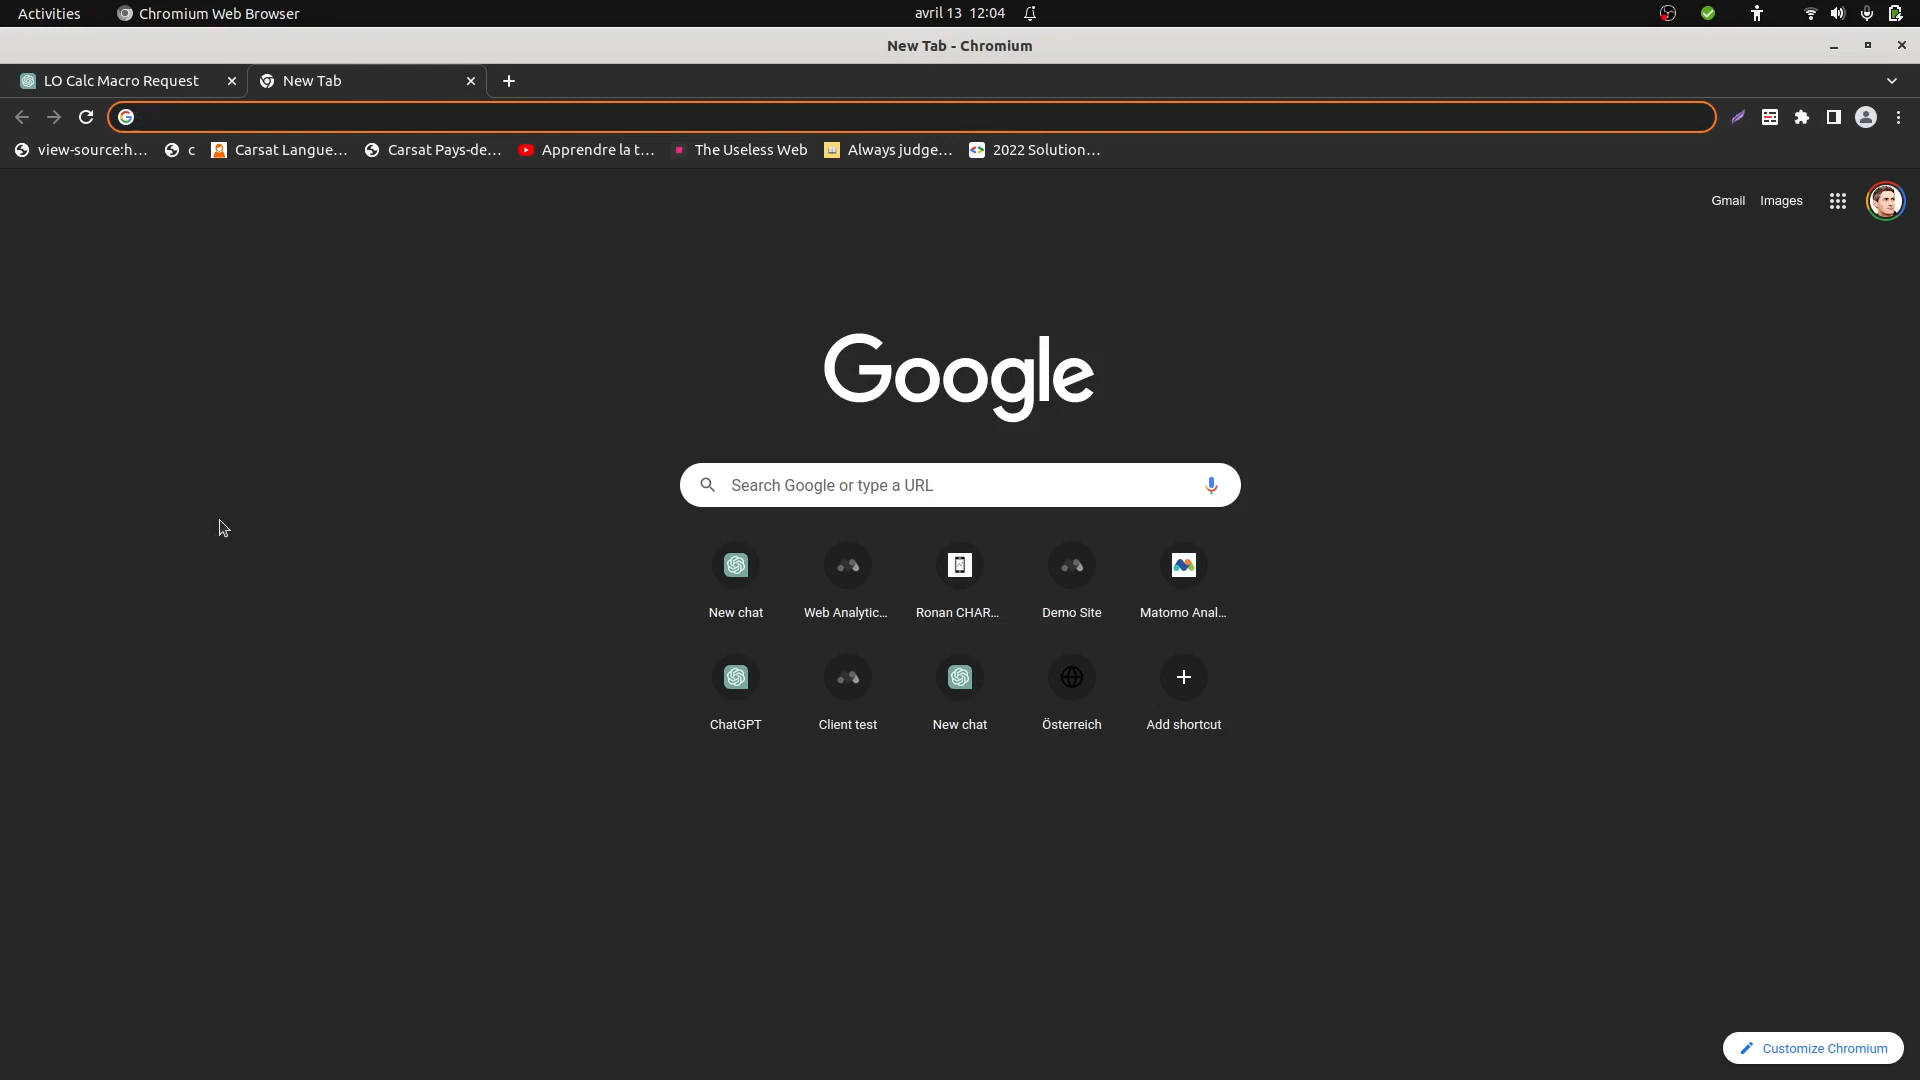 Activities Chromium Web Browser avril 13 12:04
New Tab - Chromium
LO Calc Macro Request New Tab
view-source:h... c Carsat Langue... Carsat Pays-de... Apprendre la t... The Useless Web Always judge... 2022 Solution...
Gmail Images
Google
Search Google or type a URL
New chat Web Analytic... Ronan CHAR... Demo Site Matomo Anal...
ChatGPT Client test New chat Österreich Add shortcut
Customize Chromium